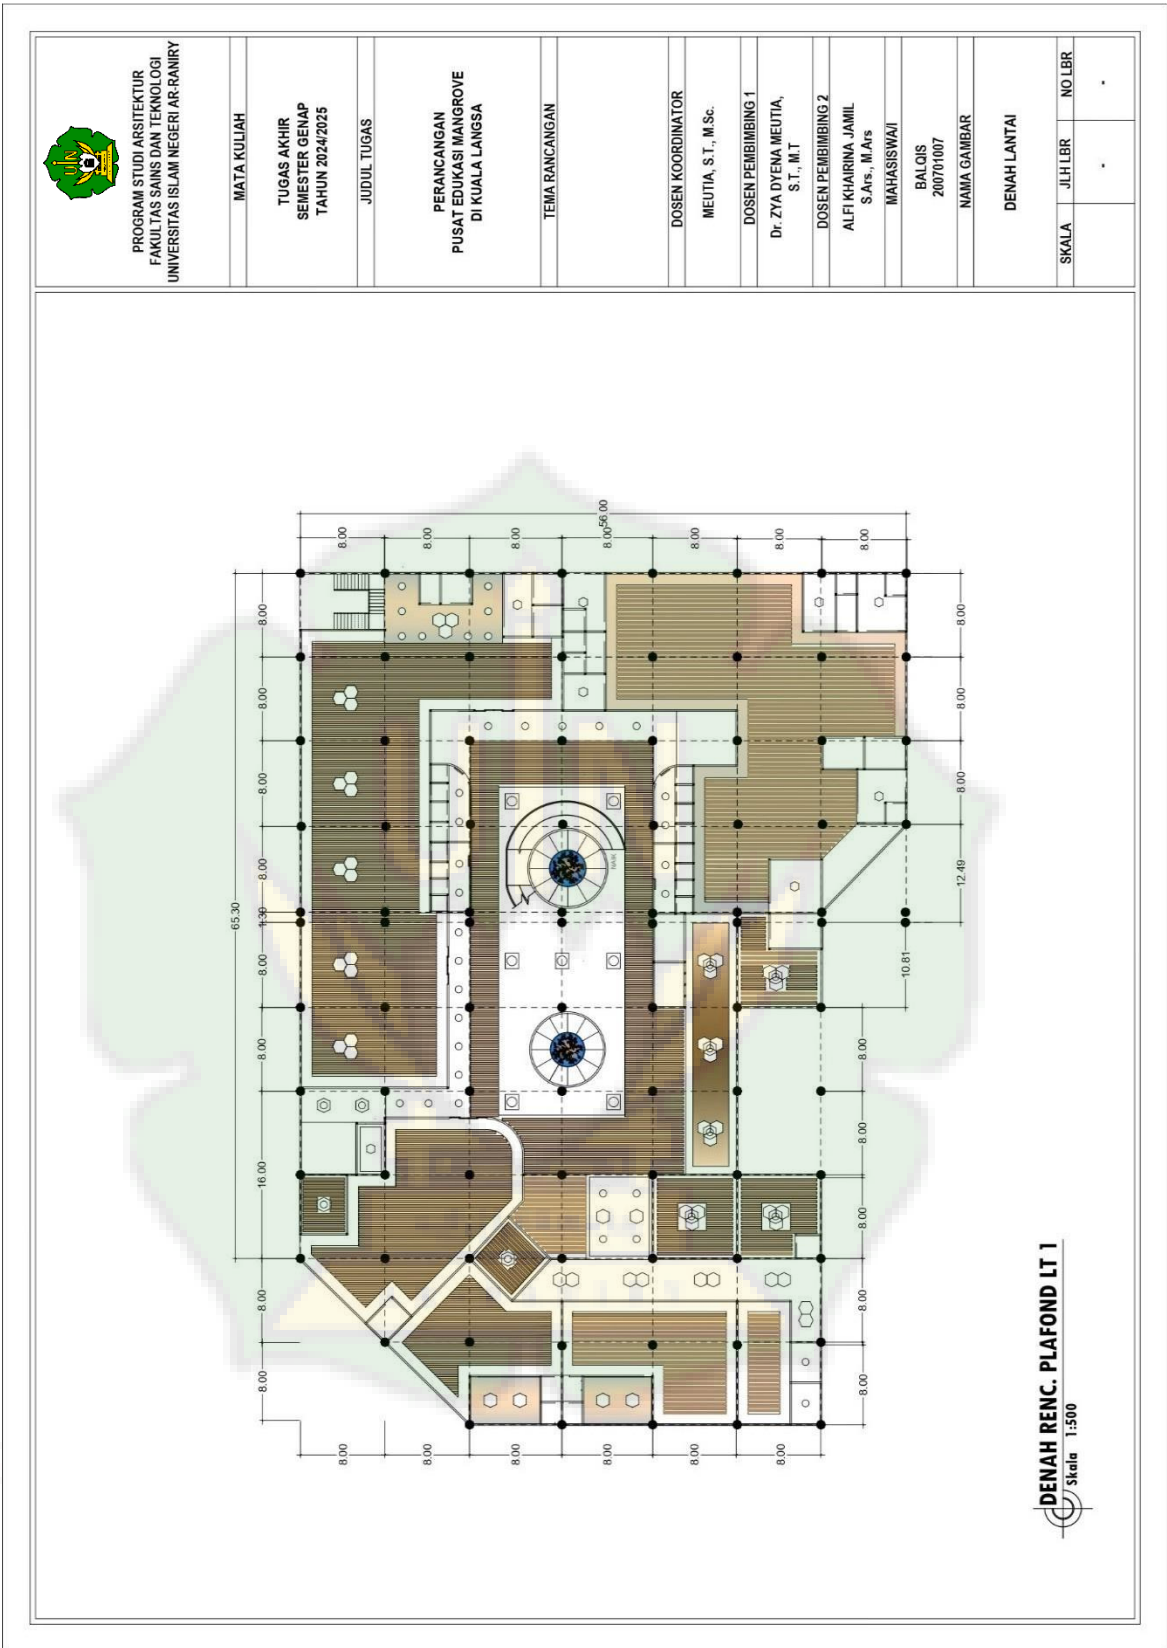 UIN
PROGRAM STUDI ARSITEKTUR
FAKULTAS SAINS DAN TEKNOLOGI
UNIVERSITAS ISLAM NEGERI AR-RANIRY
MATA KULIAH
TUGAS AKHIR
SEMESTER GENAP
TAHUN 2024/2025
JUDUL TUGAS
PERANCANGAN
PUSAT EDUKASI MANGROVE
DI KUALA LANGSA
TEMA RANCANGAN
DOSEN KOORDINATOR
MEUTIA, S.T., M.Sc.
DOSEN PEMBIMBING 1
Dr. ZYA DYENA MEUTIA,
S.T., M.T
DOSEN PEMBIMBING 2
ALFI KHAIRINA JAMIL
S.Ars., M.Ars
MAHASISWA/I
BALQIS
200701007
NAMA GAMBAR
DENAH LANTAI
SKALA
JLH LBR
NO LBR
-
-
56.00
8.00
8.00
8.00
8.00
8.00
8.00
8.00
65.30
8.00
8.00
8.00
8.00
1.30
8.00
8.00
16.00
8.00
8.00
8.00
8.00
8.00
12.49
10.81
8.00
8.00
8.00
8.00
8.00
8.00
8.00
8.00
8.00
8.00
8.00
NAIK
DENAH RENC. PLAFOND LT 1
Skala 1:500